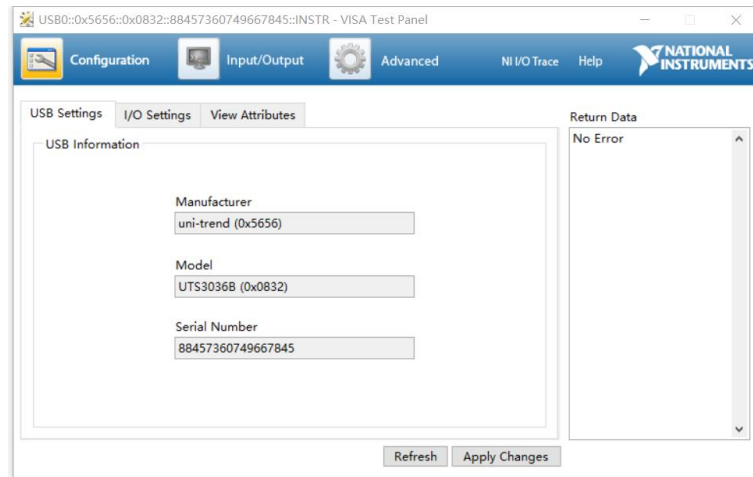 USB0::0x5656::0x0832::88457360749667845::INSTR - VISA Test Panel
Configuration
Input/Output
Advanced
NI I/O Trace
Help
NATIONAL
INSTRUMENTS
USB Settings
I/O Settings
View Attributes
Return Data
USB Information
No Error
Manufacturer
uni-trend (0x5656)
Model
UTS3036B (0x0832)
Serial Number
88457360749667845
Refresh
Apply Changes